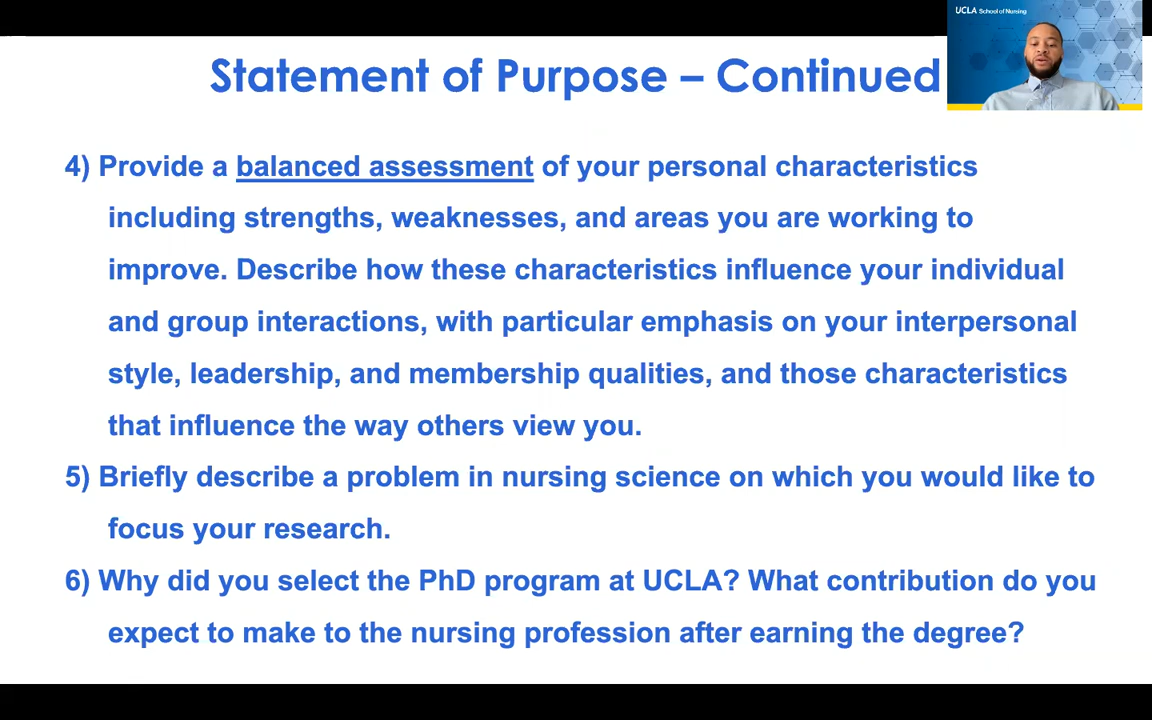 UCLA School of Nursing
Statement of Purpose – Continued
4) Provide a balanced assessment of your personal characteristics
including strengths, weaknesses, and areas you are working to
improve. Describe how these characteristics influence your individual
and group interactions, with particular emphasis on your interpersonal
style, leadership, and membership qualities, and those characteristics
that influence the way others view you.
5) Briefly describe a problem in nursing science on which you would like to
focus your research.
6) Why did you select the PhD program at UCLA? What contribution do you
expect to make to the nursing profession after earning the degree?